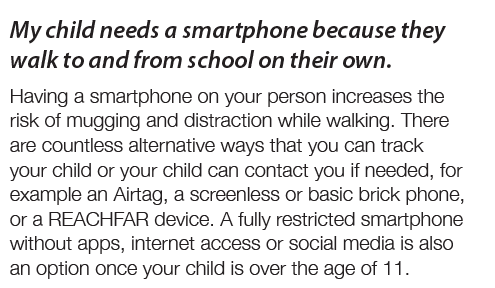 My child needs a smartphone because they
walk to and from school on their own.
Having a smartphone on your person increases the
risk of mugging and distraction while walking. There
are countless alternative ways that you can track
your child or your child can contact you if needed, for
example an Airtag, a screenless or basic brick phone,
or a REACHFAR device. A fully restricted smartphone
without apps, internet access or social media is also
an option once your child is over the age of 11.